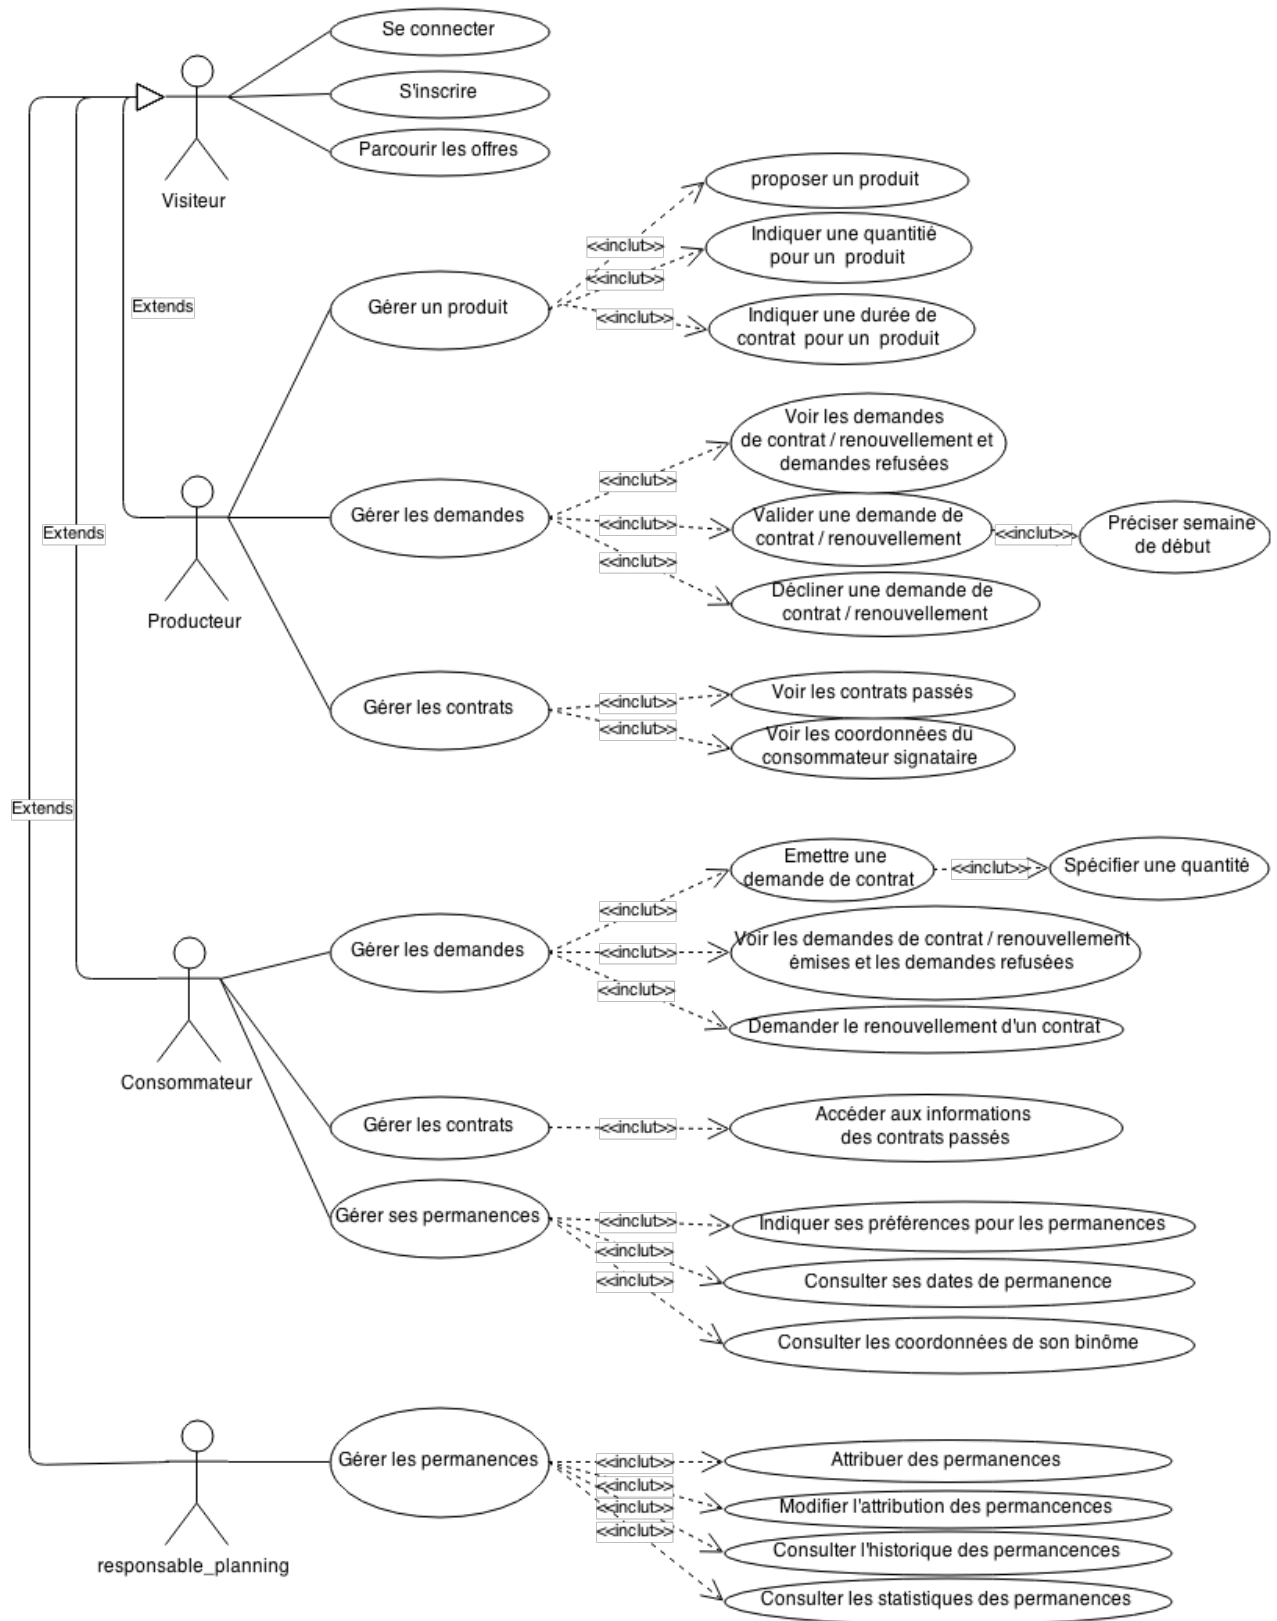 Se connecter
S'inscrire
Parcourir les offres
Visiteur
proposer un produit
<<inclut>>
Indiquer une quantitié
pour un produit
<<inclut>>
Extends
Gérer un produit
<<inclut>>
Indiquer une durée de
contrat pour un produit
Voir les demandes
de contrat / renouvellement et
demandes refusées
<<inclut>>
Gérer les demandes
<<inclut>>
Valider une demande de
contrat / renouvellement
<<inclut>>
Préciser semaine
de début
Extends
<<inclut>>
Décliner une demande de
contrat / renouvellement
Producteur
Gérer les contrats
<<inclut>>
Voir les contrats passés
<<inclut>>
Voir les coordonnées du
consommateur signataire
Extends
Emettre une
demande de contrat
<<inclut>>
Spécifier une quantité
<<inclut>>
Gérer les demandes
<<inclut>>
Voir les demandes de contrat / renouvellement
émises et les demandes refusées
<<inclut>>
Demander le renouvellement d'un contrat
Consommateur
Gérer les contrats
<<inclut>>
Accéder aux informations
des contrats passés
Gérer ses permanences
<<inclut>>
Indiquer ses préférences pour les permanences
<<inclut>>
Consulter ses dates de permanence
<<inclut>>
Consulter les coordonnées de son binôme
Gérer les permanences
<<inclut>>
Attribuer des permanences
<<inclut>>
Modifier l'attribution des permancences
<<inclut>>
Consulter l'historique des permancences
<<inclut>>
Consulter les statistiques des permanences
responsable_planning